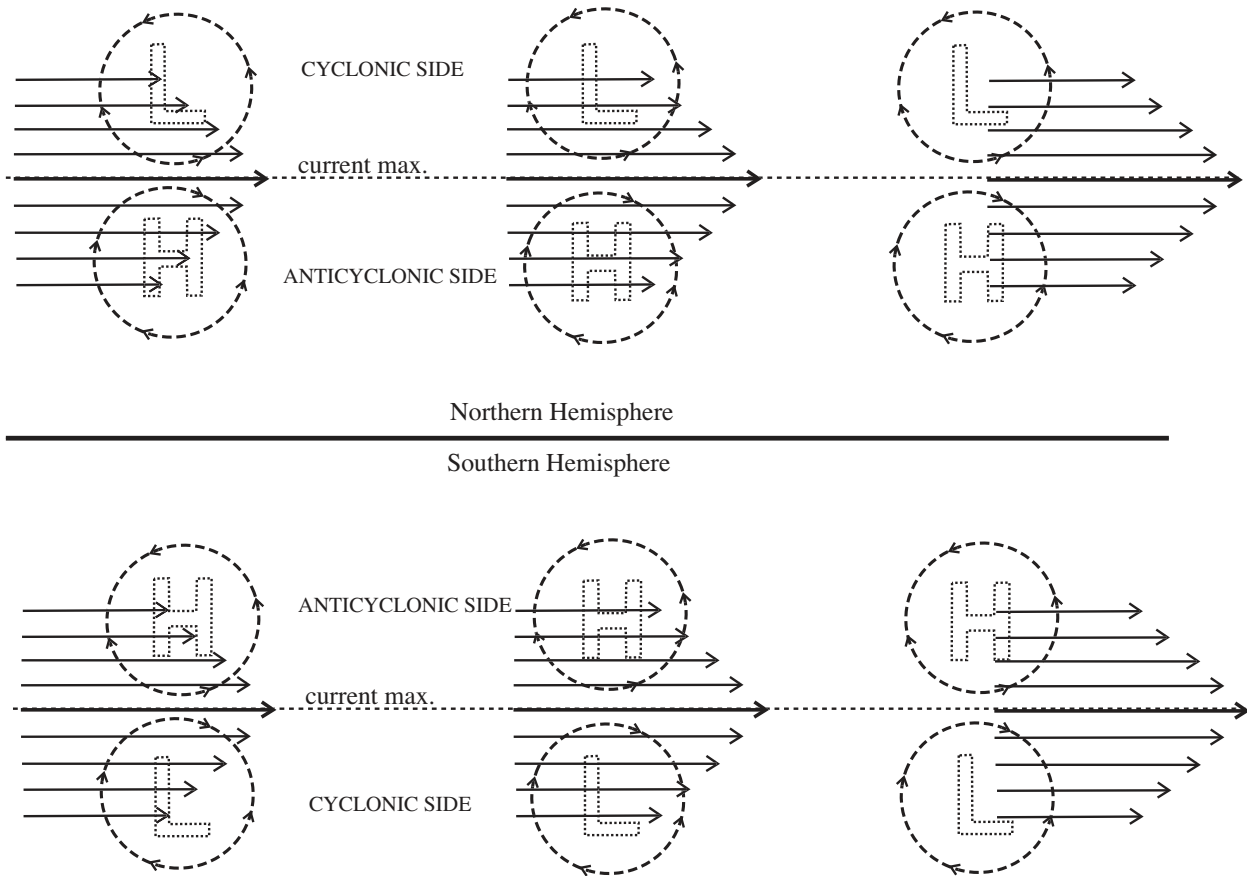 L L L
CYCLONIC SIDE
current max.
H H H
ANTICYCLONIC SIDE
Northern Hemisphere
Southern Hemisphere
H H H
ANTICYCLONIC SIDE
current max.
L L L
CYCLONIC SIDE